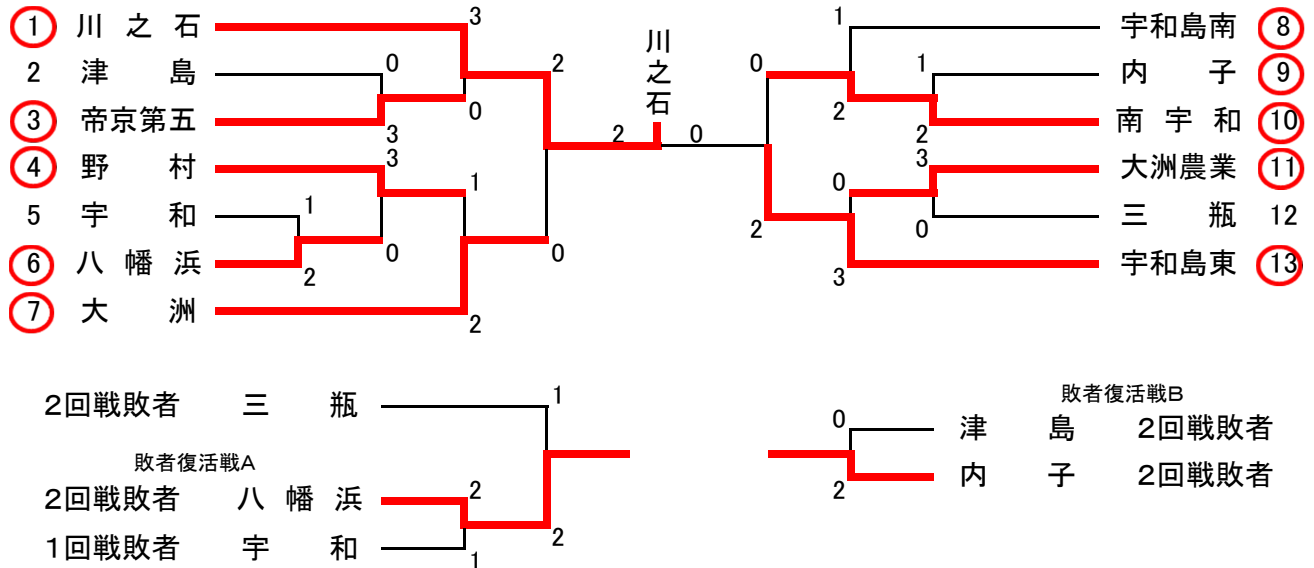 1 川之石 3
2 津島 0
3 帝京第五 3 0
4 野村 3 1
5 宇和 1
6 八幡浜 2 0
7 大洲 2
2 0
川之石
2 0
宇和島南 8 1
内子 9 1
南宇和 10 2 2
大洲農業 11 3 0
三瓶 12 0
宇和島東 13 3
0 2
2回戦敗者 三瓶 1
敗者復活戦A
2回戦敗者 八幡浜 2
1回戦敗者 宇和 1
2
敗者復活戦B
0 津島 2回戦敗者
2 内子 2回戦敗者